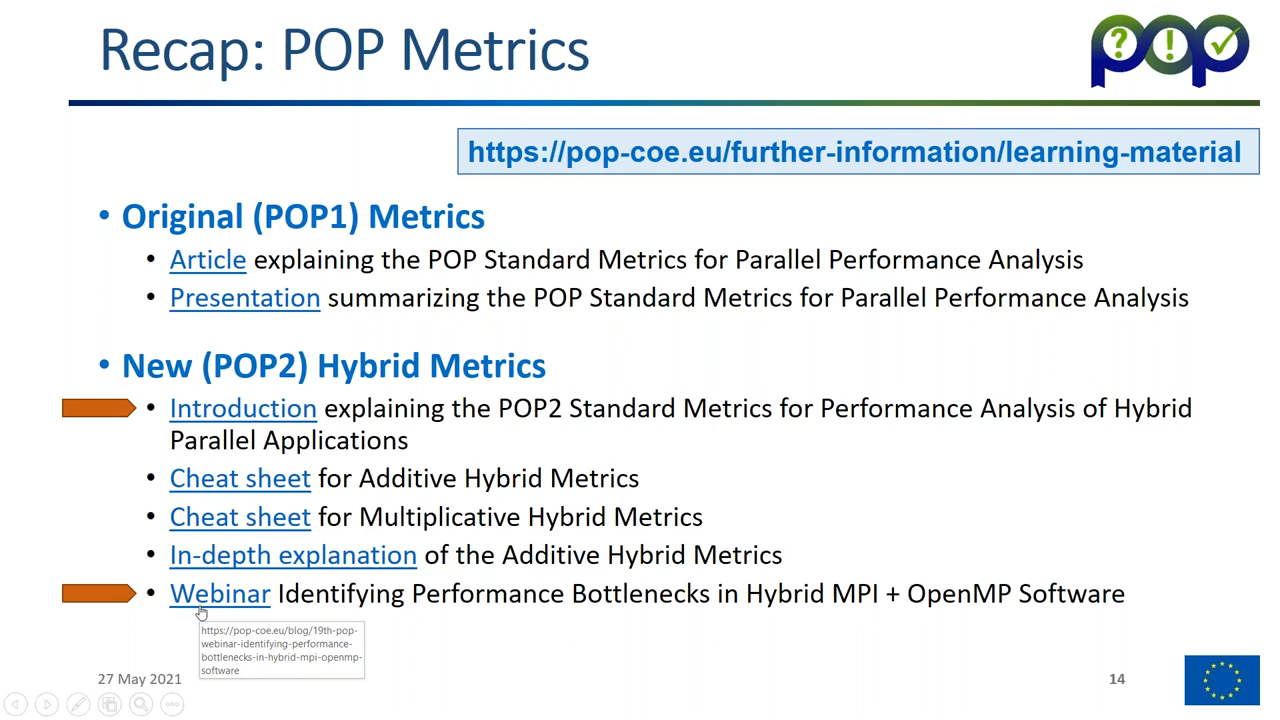 Recap: POP Metrics
pop
https://pop-coe.eu/further-information/learning-material
• Original (POP1) Metrics
• Article explaining the POP Standard Metrics for Parallel Performance Analysis
• Presentation summarizing the POP Standard Metrics for Parallel Performance Analysis
• New (POP2) Hybrid Metrics
• Introduction explaining the POP2 Standard Metrics for Performance Analysis of Hybrid
Parallel Applications
• Cheat sheet for Additive Hybrid Metrics
• Cheat sheet for Multiplicative Hybrid Metrics
• In-depth explanation of the Additive Hybrid Metrics
• Webinar Identifying Performance Bottlenecks in Hybrid MPI + OpenMP Software
https://pop-coe.eu/blog/19th-pop-
webinar-identifying-performance-
bottlenecks-in-hybrid-mpi-openmp-
software
27 May 2021
14